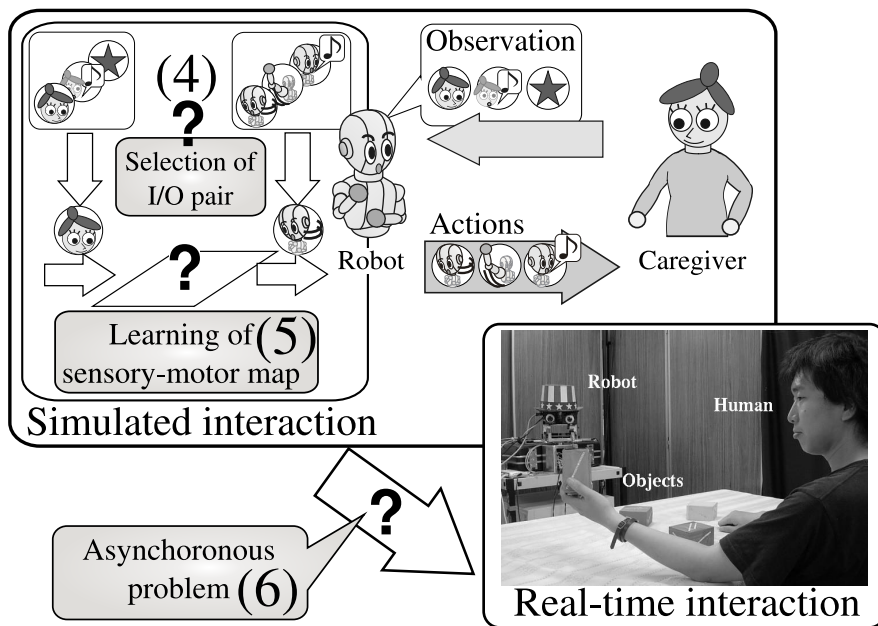 (4)
?
Selection of
I/O pair
?
Learning of (5)
sensory-motor map
Simulated interaction
Observation
Robot
Actions
Caregiver
Robot
Human
Objects
Real-time interaction
?
Asynchoronous
problem (6)